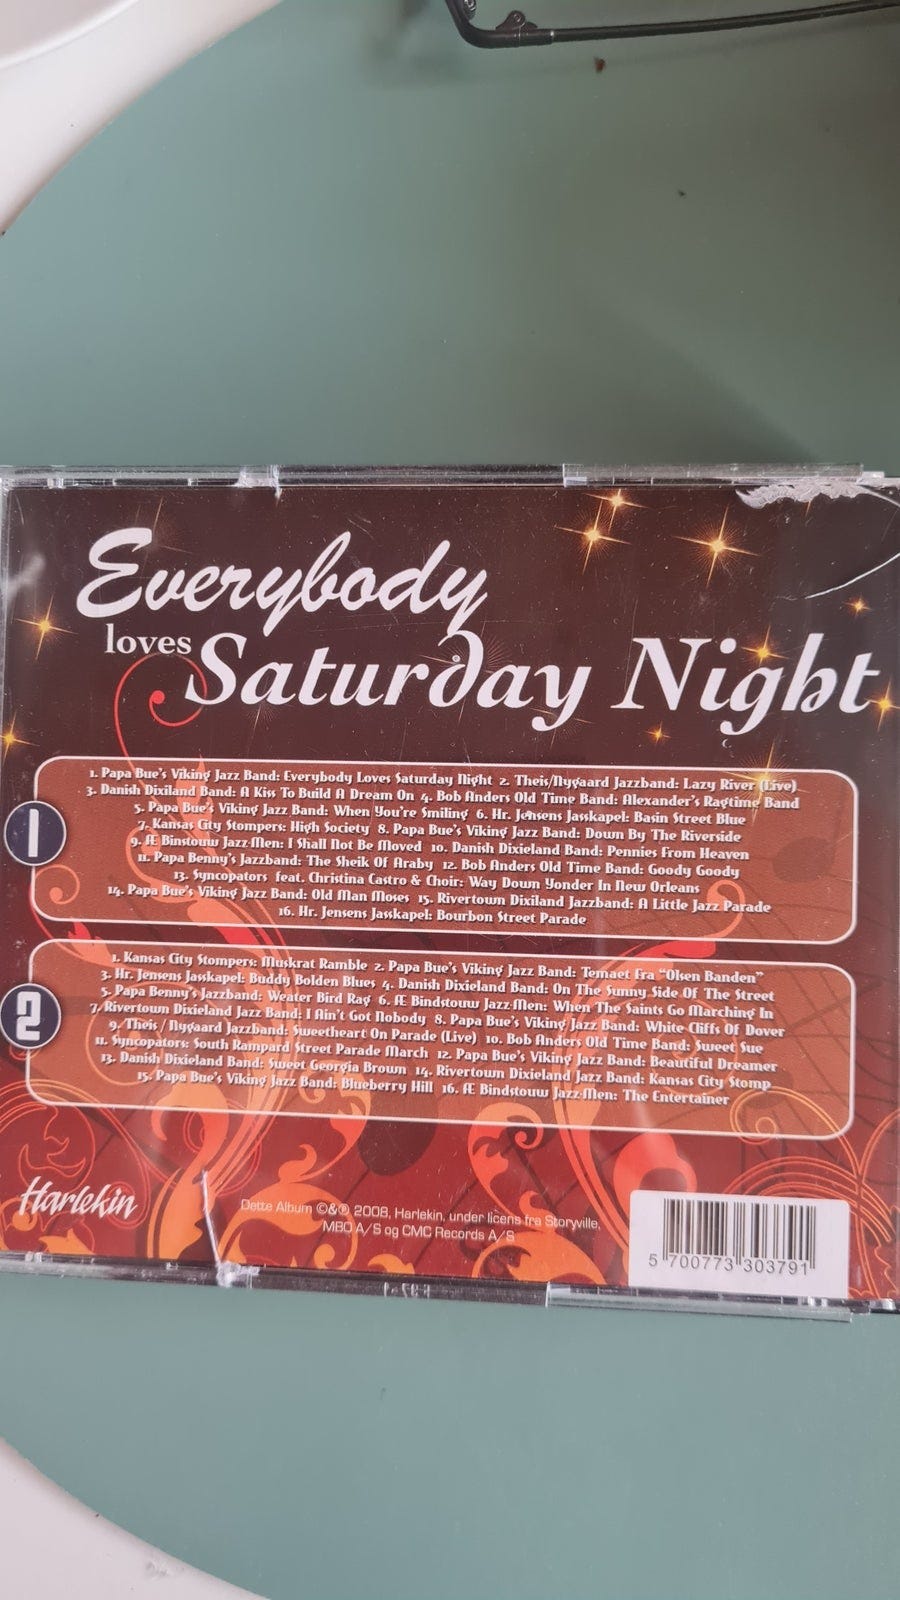 Everybody
loves Saturday Night
1
1. Papa Bue's Viking Jazz Band: Everybody Loves Saturday Night 2. Theis/Nygaard Jazzband: Lazy River (Live)
3. Danish Dixiland Band: A Kiss To Build A Dream On 4. Bob Anders Old Time Band: Alexander's Ragtime Band
5. Papa Bue's Viking Jazz Band: When You're Smiling 6. Hr. Jensens Jasskapel: Basin Street Blue
7. Kansas City Stompers: High Society 8. Papa Bue's Viking Jazz Band: Down By The Riverside
9. Æ Binstouw Jazz-Men: I Shall Not Be Moved 10. Danish Dixieland Band: Pennies From Heaven
11. Papa Benny's Jazzband: The Sheik Of Araby 12. Bob Anders Old Time Band: Goody Goody
13. Syncopators feat. Christina Castro & Choir: Way Down Yonder In New Orleans
14. Papa Bue's Viking Jazz Band: Old Man Moses 15. Rivertown Dixiland Jazzband: A Little Jazz Parade
16. Hr. Jensens Jasskapel: Bourbon Street Parade
2
1. Kansas City Stompers: Muskrat Ramble 2. Papa Bue's Viking Jazz Band: Temaet Fra "Olsen Banden"
3. Hr. Jensens Jasskapel: Buddy Bolden Blues 4. Danish Dixieland Band: On The Sunny Side Of The Street
5. Papa Benny's Jazzband: Weater Bird Rag 6. Æ Bindstouw Jazz-Men: When The Saints Go Marching In
7. Rivertown Dixieland Jazz Band: I Ain't Got Nobody 8. Papa Bue's Viking Jazz Band: White Cliffs Of Dover
9. Theis / Nygaard Jazzband: Sweetheart On Parade (Live) 10. Bob Anders Old Time Band: Sweet Sue
11. Syncopators: South Rampard Street Parade March 12. Papa Bue's Viking Jazz Band: Beautiful Dreamer
13. Danish Dixieland Band: Sweet Georgia Brown 14. Rivertown Dixieland Jazz Band: Kansas City Stomp
15. Papa Bue's Viking Jazz Band: Blueberry Hill 16. Æ Bindstouw Jazz-Men: The Entertainer
Harlekin
Dette Album ©&℗ 2008, Harlekin, under licens fra Storyville,
MBO A/S og CMC Records A/S
5 700773 303791